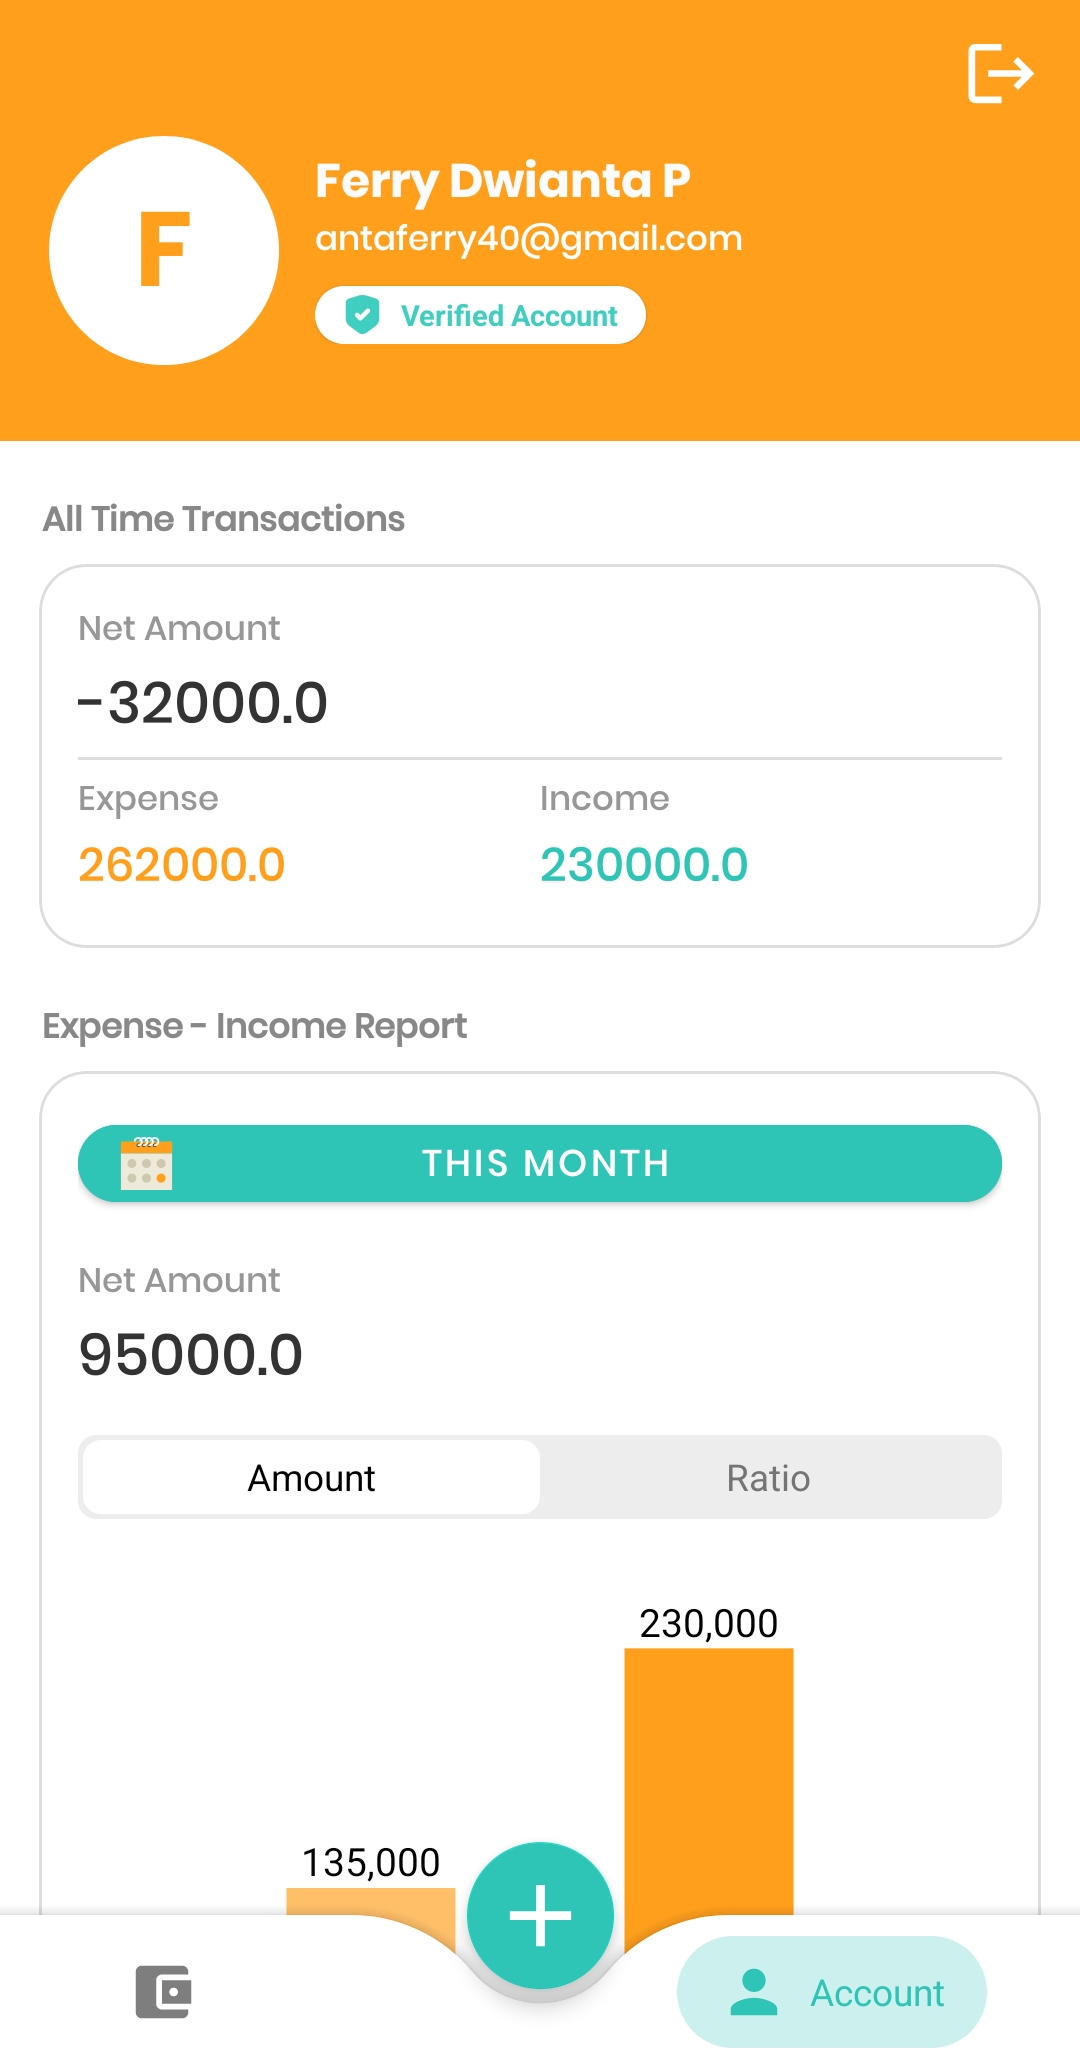 F
Ferry Dwianta P
antaferry40@gmail.com
Verified Account
All Time Transactions
Net Amount
-32000.0
Expense Income
262000.0 230000.0
Expense - Income Report
THIS MONTH
Net Amount
95000.0
Amount Ratio
230,000
135,000
Account